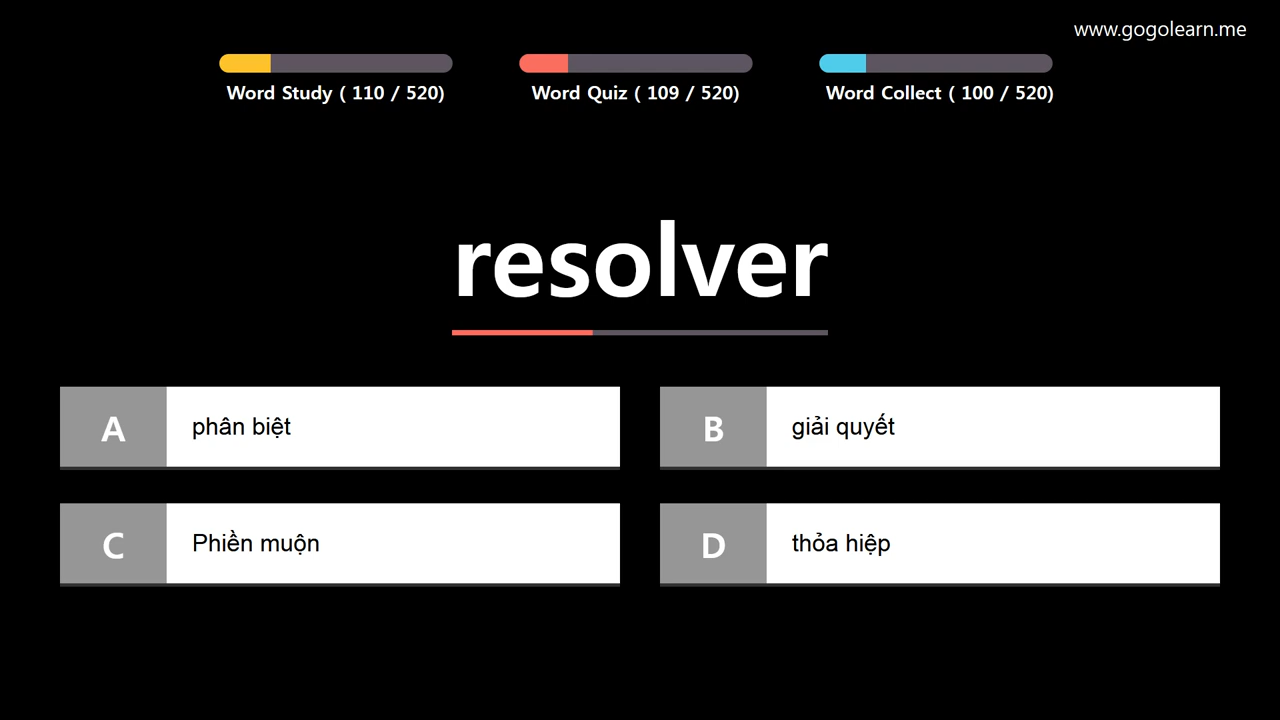 www.gogolearn.me
Word Study ( 110 / 520)
Word Quiz ( 109 / 520)
Word Collect ( 100 / 520)
resolver
A phân biệt
B giải quyết
C Phiền muộn
D thỏa hiệp